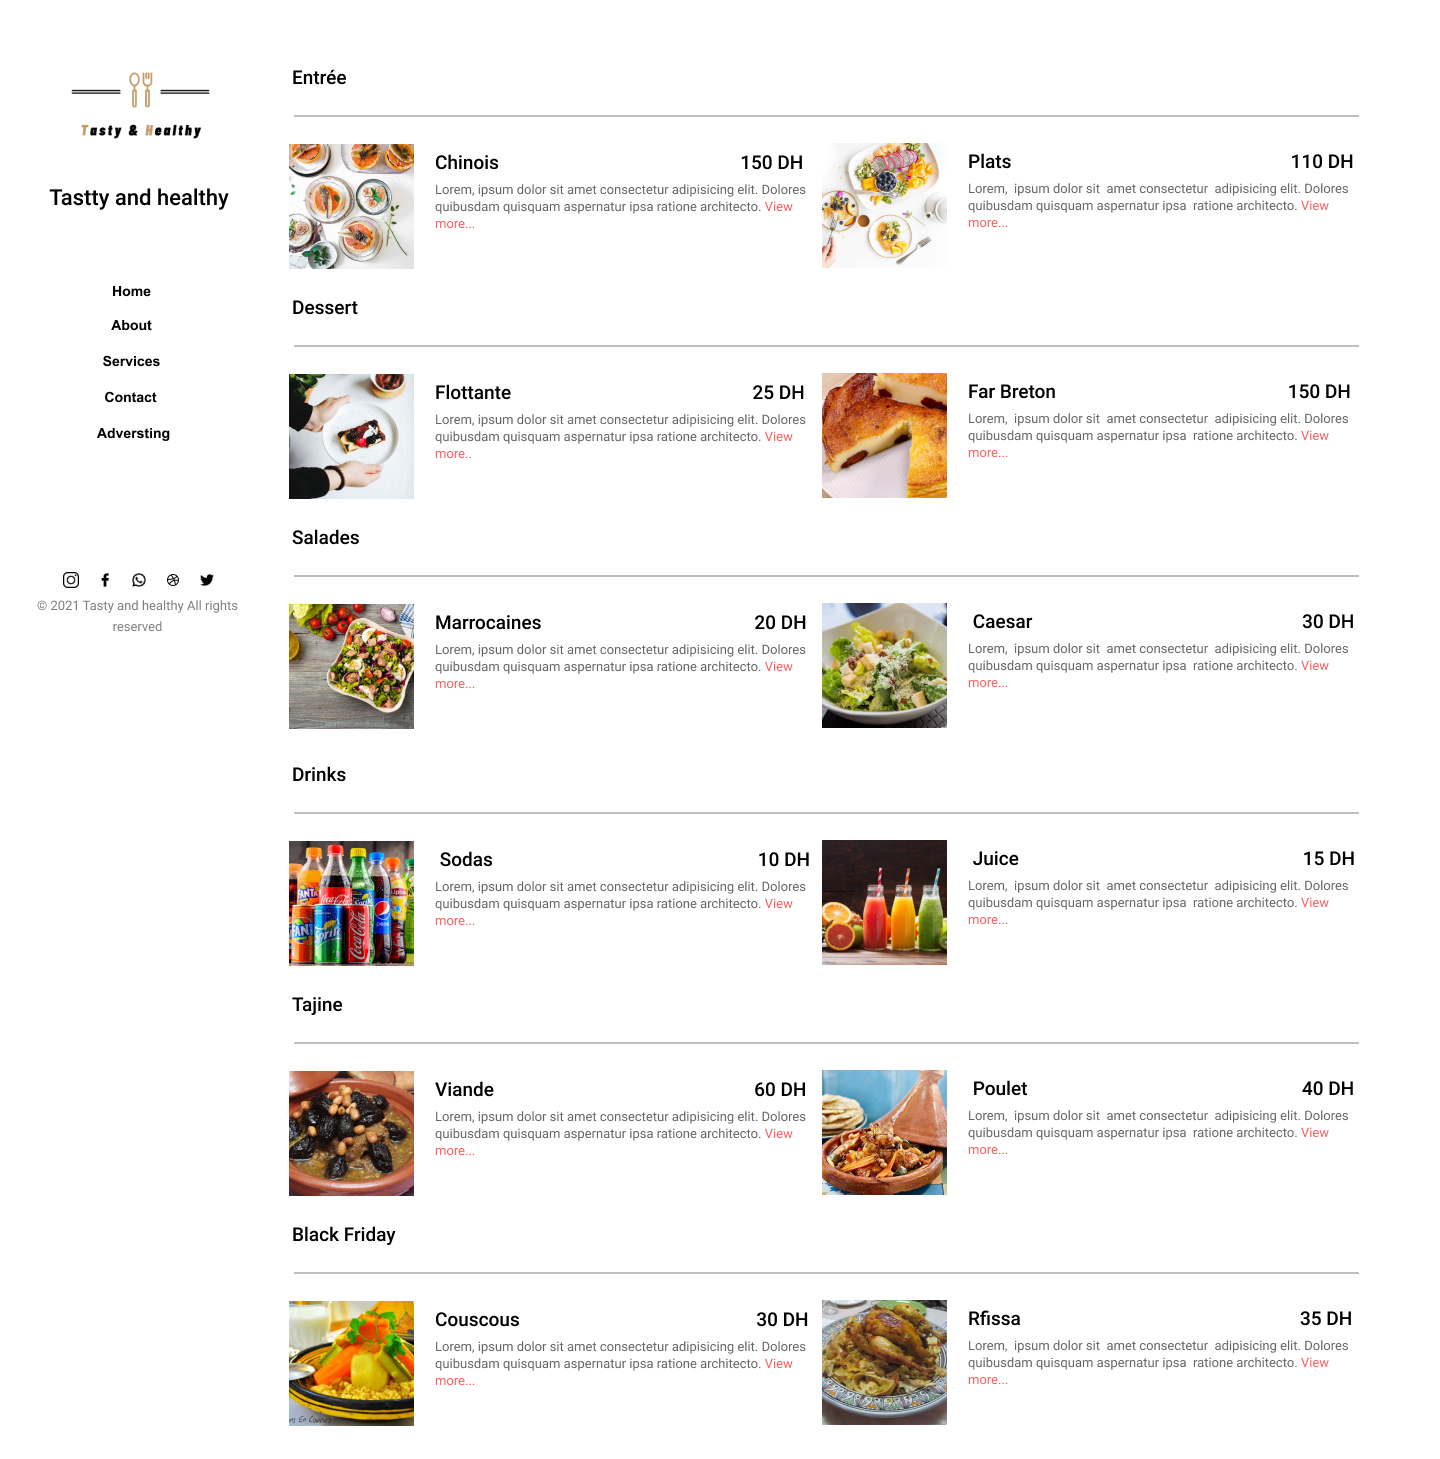 Tasty & Healthy
Tastty and healthy
Home
About
Services
Contact
Adversting
© 2021 Tasty and healthy All rights
reserved
Entrée
Chinois 150 DH
Lorem, ipsum dolor sit amet consectetur adipisicing elit. Dolores
quibusdam quisquam aspernatur ipsa ratione architecto. View
more...
Plats 110 DH
Lorem, ipsum dolor sit amet consectetur adipisicing elit. Dolores
quibusdam quisquam aspernatur ipsa ratione architecto. View
more...
Dessert
Flottante 25 DH
Lorem, ipsum dolor sit amet consectetur adipisicing elit. Dolores
quibusdam quisquam aspernatur ipsa ratione architecto. View
more..
Far Breton 150 DH
Lorem, ipsum dolor sit amet consectetur adipisicing elit. Dolores
quibusdam quisquam aspernatur ipsa ratione architecto. View
more...
Salades
Marrocaines 20 DH
Lorem, ipsum dolor sit amet consectetur adipisicing elit. Dolores
quibusdam quisquam aspernatur ipsa ratione architecto. View
more...
Caesar 30 DH
Lorem, ipsum dolor sit amet consectetur adipisicing elit. Dolores
quibusdam quisquam aspernatur ipsa ratione architecto. View
more...
Drinks
Sodas 10 DH
Lorem, ipsum dolor sit amet consectetur adipisicing elit. Dolores
quibusdam quisquam aspernatur ipsa ratione architecto. View
more...
Juice 15 DH
Lorem, ipsum dolor sit amet consectetur adipisicing elit. Dolores
quibusdam quisquam aspernatur ipsa ratione architecto. View
more...
Tajine
Viande 60 DH
Lorem, ipsum dolor sit amet consectetur adipisicing elit. Dolores
quibusdam quisquam aspernatur ipsa ratione architecto. View
more...
Poulet 40 DH
Lorem, ipsum dolor sit amet consectetur adipisicing elit. Dolores
quibusdam quisquam aspernatur ipsa ratione architecto. View
more...
Black Friday
Couscous 30 DH
Lorem, ipsum dolor sit amet consectetur adipisicing elit. Dolores
quibusdam quisquam aspernatur ipsa ratione architecto. View
more...
Rfissa 35 DH
Lorem, ipsum dolor sit amet consectetur adipisicing elit. Dolores
quibusdam quisquam aspernatur ipsa ratione architecto. View
more...